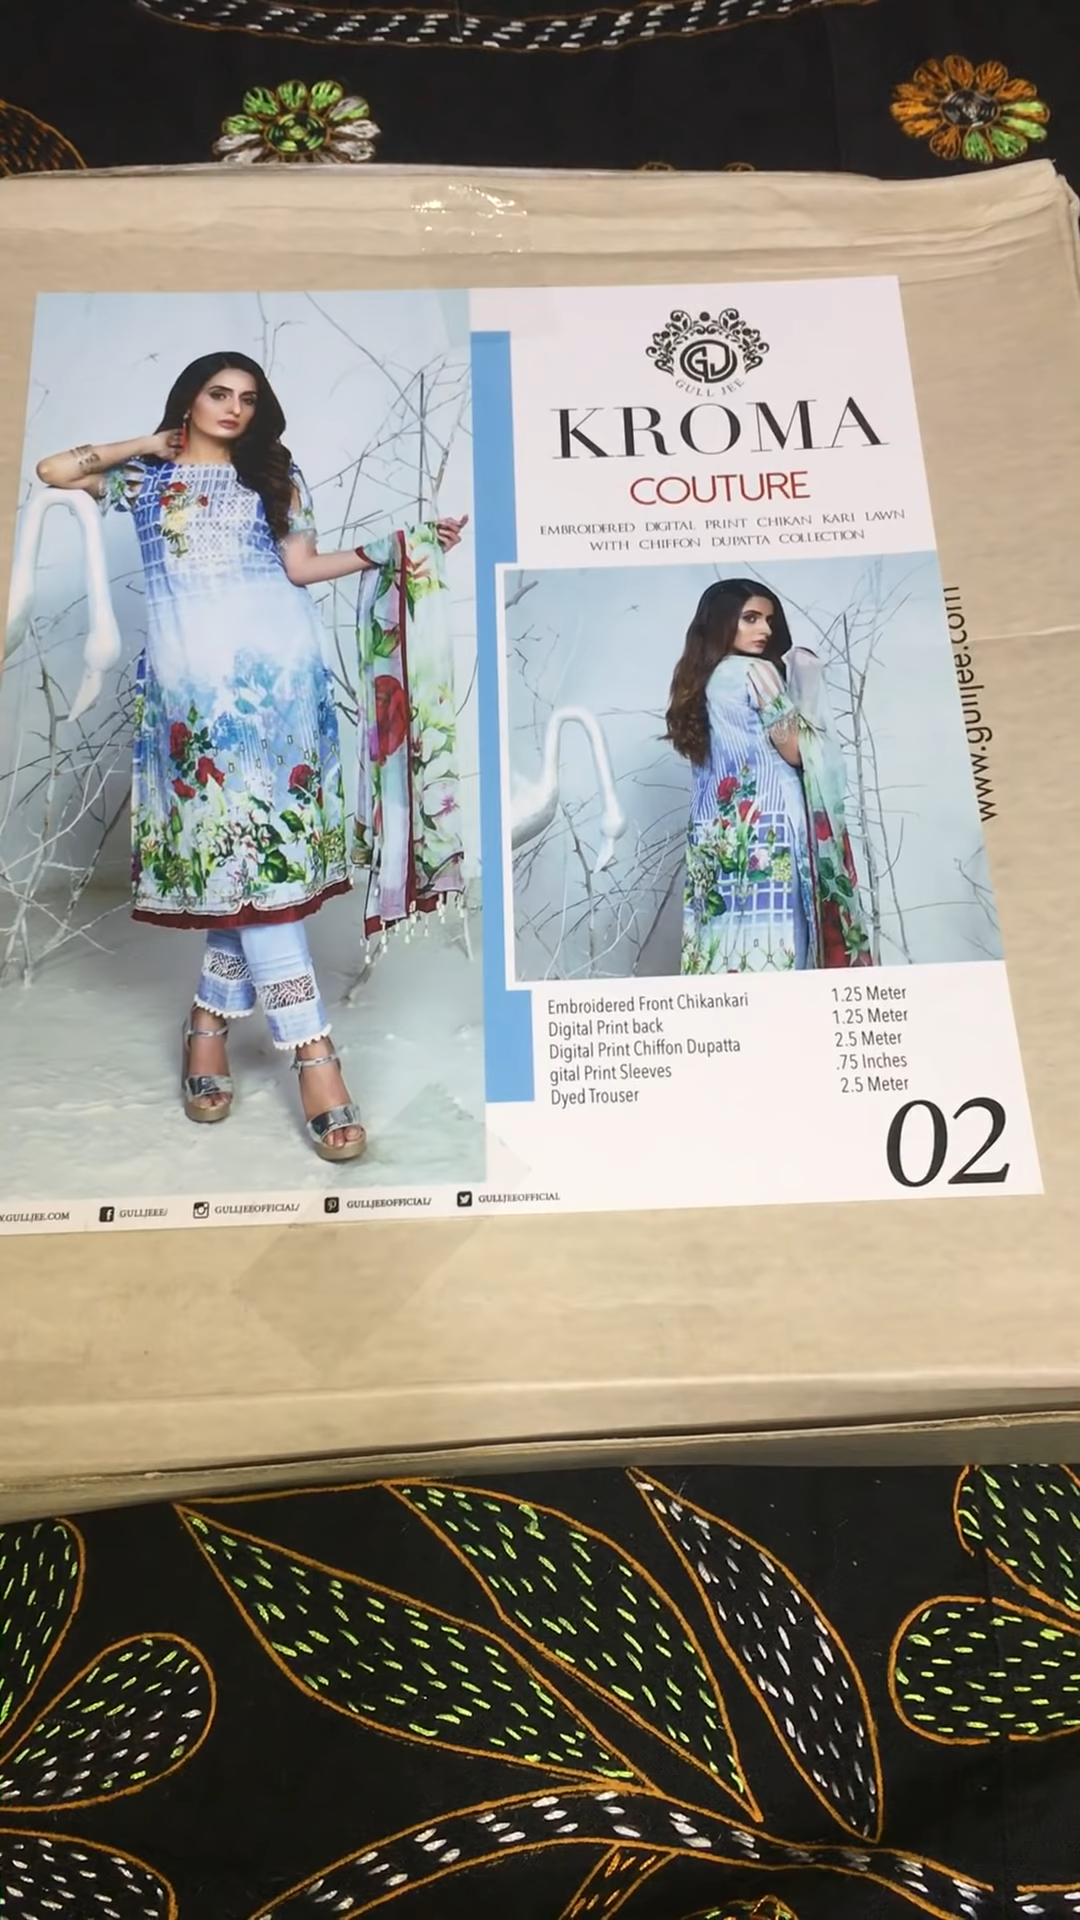 GULL JEE
KROMA
COUTURE
EMBROIDERED DIGITAL PRINT CHIKAN KARI LAWN
WITH CHIFFON DUPATTA COLLECTION
www.gulljee.com
Embroidered Front Chikankari 1.25 Meter
Digital Print back 1.25 Meter
Digital Print Chiffon Dupatta 2.5 Meter
gital Print Sleeves .75 Inches
Dyed Trouser 2.5 Meter
02
.GULLJEE.COM GULLJEEE/ GULLJEEOFFICIAL/ GULLJEEOFFICIAL/ GULLJEEOFFICIAL